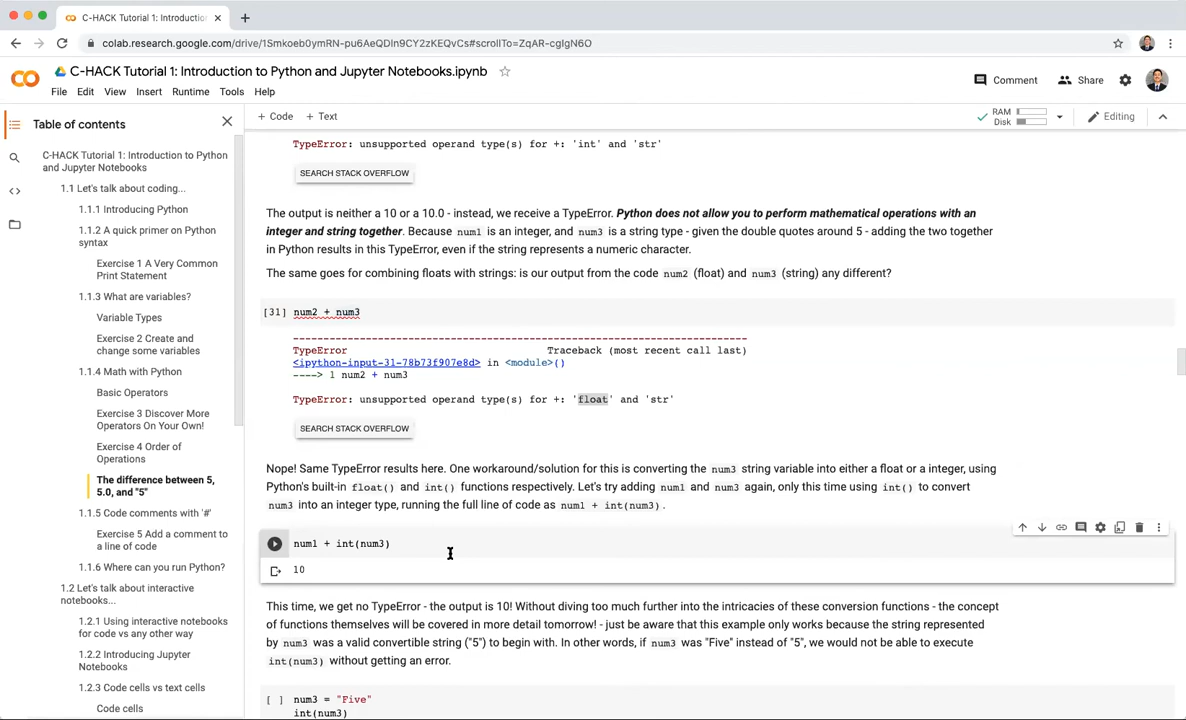 C-HACK Tutorial 1: Introductio
colab.research.google.com/drive/1Smkoeb0ymRN-pu6AeQDIn9CY2zKEQvCs#scrollTo=ZqAR-cgIgN6O
C-HACK Tutorial 1: Introduction to Python and Jupyter Notebooks.ipynb
Comment
Share
File Edit View Insert Runtime Tools Help
Table of contents
+ Code + Text
RAM
Disk
Editing
C-HACK Tutorial 1: Introduction to Python
and Jupyter Notebooks
1.1 Let's talk about coding...
1.1.1 Introducing Python
1.1.2 A quick primer on Python
syntax
Exercise 1 A Very Common
Print Statement
1.1.3 What are variables?
Variable Types
Exercise 2 Create and
change some variables
1.1.4 Math with Python
Basic Operators
Exercise 3 Discover More
Operators On Your Own!
Exercise 4 Order of
Operations
The difference between 5,
5.0, and "5"
1.1.5 Code comments with '#'
Exercise 5 Add a comment to
a line of code
1.1.6 Where can you run Python?
1.2 Let's talk about interactive
notebooks...
1.2.1 Using interactive notebooks
for code vs any other way
1.2.2 Introducing Jupyter
Notebooks
1.2.3 Code cells vs text cells
Code cells
TypeError: unsupported operand type(s) for +: 'int' and 'str'
SEARCH STACK OVERFLOW
The output is neither a 10 or a 10.0 - instead, we receive a TypeError. Python does not allow you to perform mathematical operations with an
integer and string together. Because num1 is an integer, and num3 is a string type - given the double quotes around 5 - adding the two together
in Python results in this TypeError, even if the string represents a numeric character.
The same goes for combining floats with strings: is our output from the code num2 (float) and num3 (string) any different?
[31] num2 + num3
---------------------------------------------------------------------------
TypeError Traceback (most recent call last)
<ipython-input-31-78b73f907e8d> in <module>()
----> 1 num2 + num3
TypeError: unsupported operand type(s) for +: 'float' and 'str'
SEARCH STACK OVERFLOW
Nope! Same TypeError results here. One workaround/solution for this is converting the num3 string variable into either a float or a integer, using
Python's built-in float() and int() functions respectively. Let's try adding num1 and num3 again, only this time using int() to convert
num3 into an integer type, running the full line of code as num1 + int(num3).
num1 + int(num3)
10
This time, we get no TypeError - the output is 10! Without diving too much further into the intricacies of these conversion functions - the concept
of functions themselves will be covered in more detail tomorrow! - just be aware that this example only works because the string represented
by num3 was a valid convertible string ("5") to begin with. In other words, if num3 was "Five" instead of "5", we would not be able to execute
int(num3) without getting an error.
[ ] num3 = "Five"
int(num3)